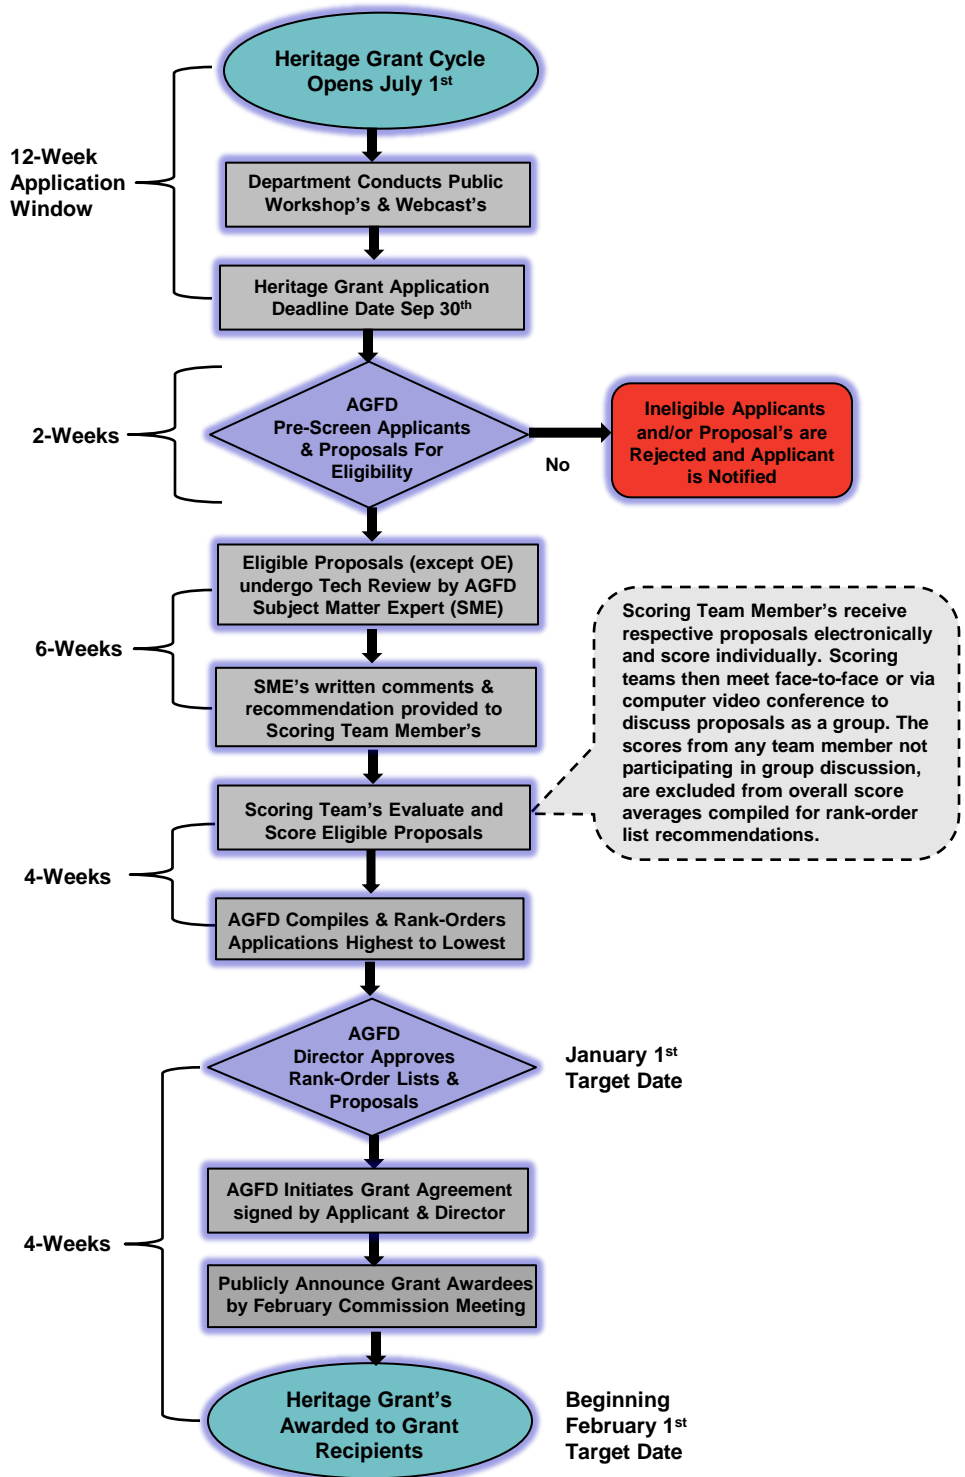 Heritage Grant Cycle
Opens July 1st
12-Week
Application
Window
Department Conducts Public
Workshop's & Webcast's
Heritage Grant Application
Deadline Date Sep 30th
2-Weeks
AGFD
Pre-Screen Applicants
& Proposals For
Eligibility
No
Ineligible Applicants
and/or Proposal's are
Rejected and Applicant
is Notified
Eligible Proposals (except OE)
undergo Tech Review by AGFD
Subject Matter Expert (SME)
6-Weeks
SME's written comments &
recommendation provided to
Scoring Team Member's
Scoring Team Member's receive
respective proposals electronically
and score individually. Scoring
teams then meet face-to-face or via
computer video conference to
discuss proposals as a group. The
scores from any team member not
participating in group discussion,
are excluded from overall score
averages compiled for rank-order
list recommendations.
Scoring Team's Evaluate and
Score Eligible Proposals
4-Weeks
AGFD Compiles & Rank-Orders
Applications Highest to Lowest
AGFD
Director Approves
Rank-Order Lists &
Proposals
January 1st
Target Date
AGFD Initiates Grant Agreement
signed by Applicant & Director
4-Weeks
Publicly Announce Grant Awardees
by February Commission Meeting
Heritage Grant's
Awarded to Grant
Recipients
Beginning
February 1st
Target Date